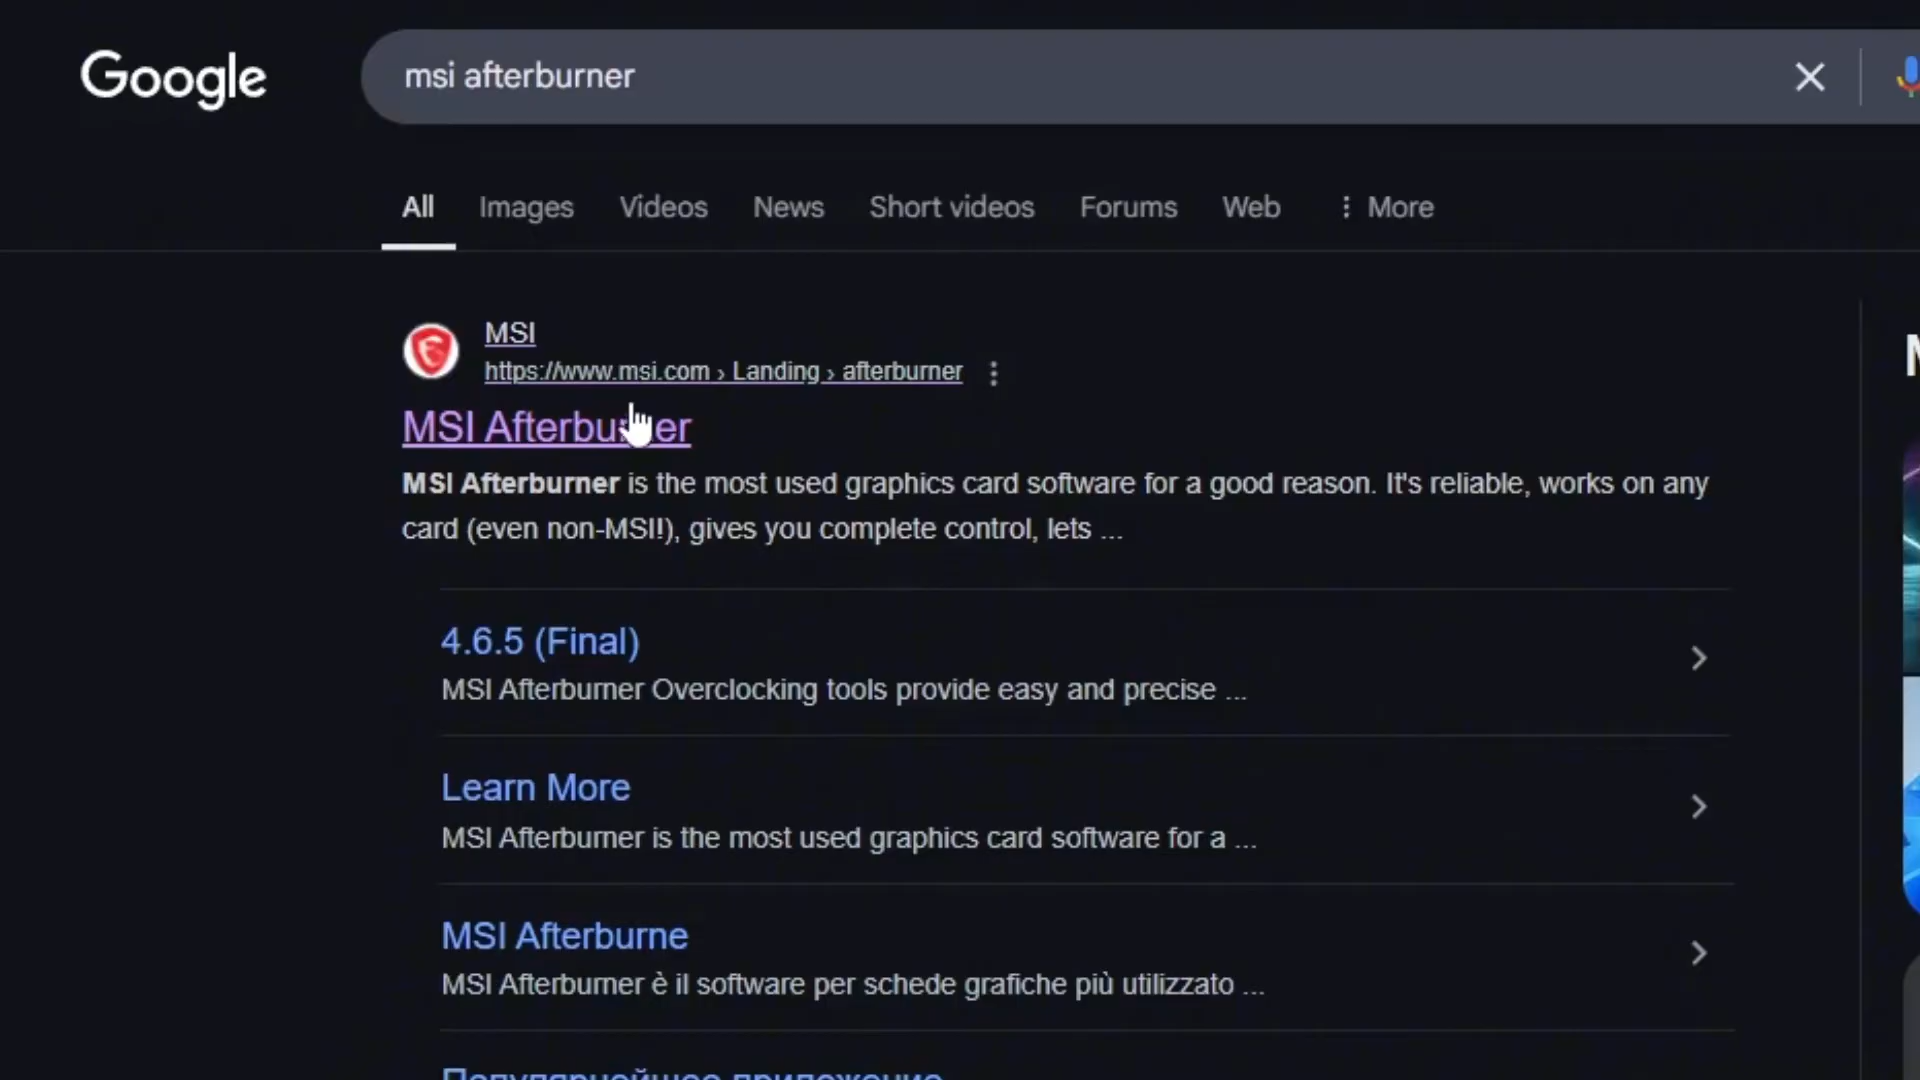 Google
msi afterburner
All Images Videos News Short videos Forums Web More
MSI
https://www.msi.com › Landing › afterburner
MSI Afterburner
MSI Afterburner is the most used graphics card software for a good reason. It's reliable, works on any
card (even non-MSI!), gives you complete control, lets ...
4.6.5 (Final)
MSI Afterburner Overclocking tools provide easy and precise ...
Learn More
MSI Afterburner is the most used graphics card software for a ...
MSI Afterburne
MSI Afterburner è il software per schede grafiche più utilizzato ...
Популярнейшее приложение